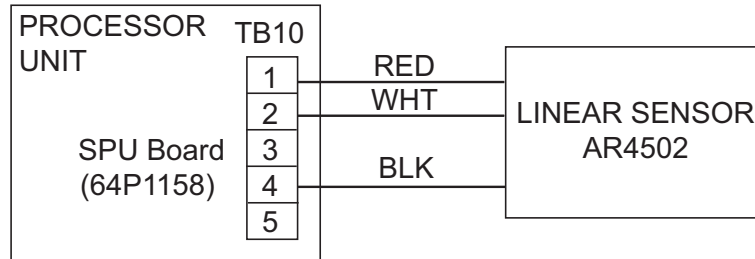 PROCESSOR
UNIT
TB10
1
2
3
4
5
SPU Board
(64P1158)
RED
WHT
BLK
LINEAR SENSOR
AR4502